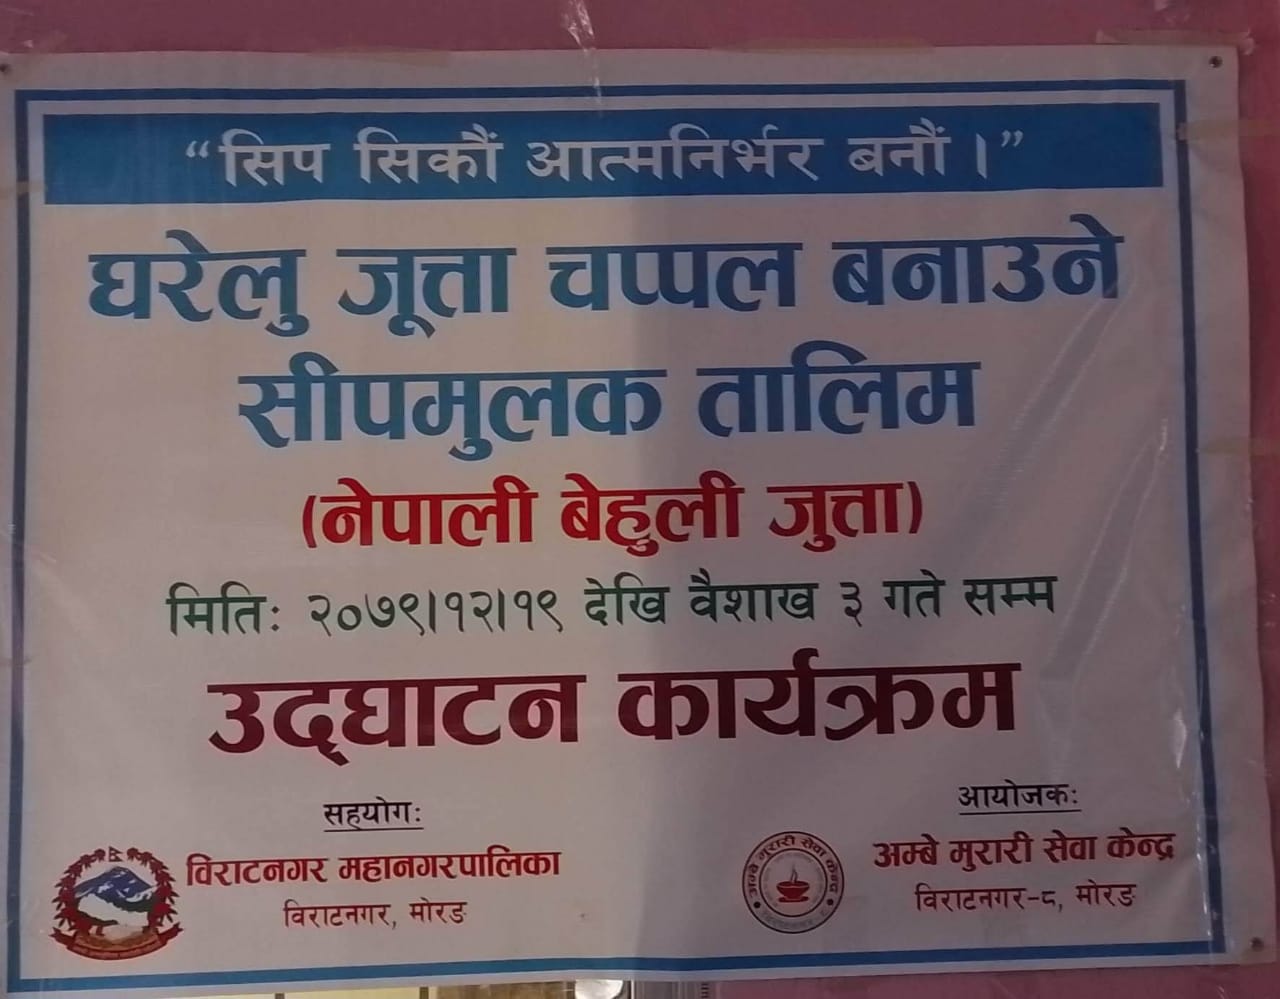 “सिप सिकौं आत्मनिर्भर बनौं।”
घरेलु जूत्ता चप्पल बनाउने
सीपमुलक तालिम
(नेपाली बेहुली जुत्ता)
मितिः २०७९।१२।१९ देखि वैशाख ३ गते सम्म
उद्घाटन कार्यक्रम
सहयोगः
विराटनगर महानगरपालिका
विराटनगर, मोरङ
आयोजकः
अम्बे मुरारी सेवा केन्द्र
विराटनगर-८, मोरङ
अम्बे मुरारी सेवा केन्द्र